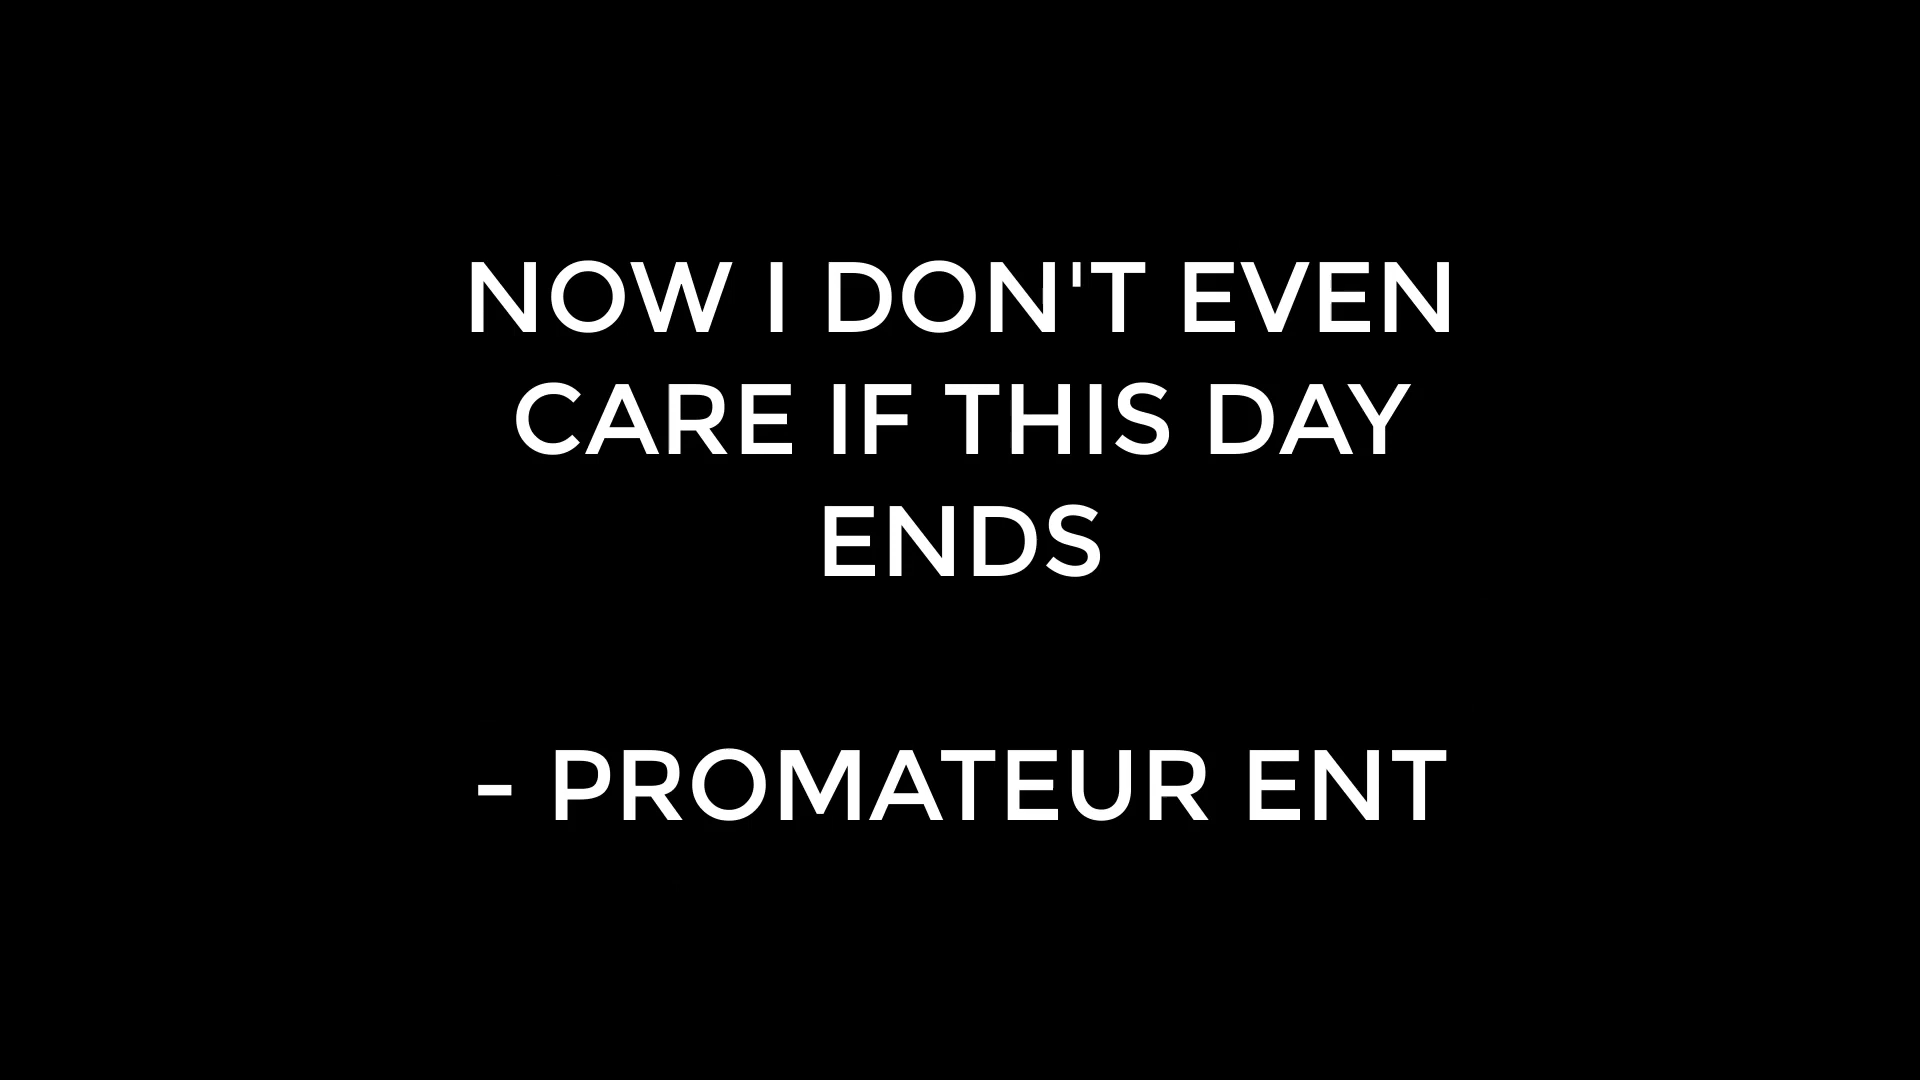 NOW I DON'T EVEN
CARE IF THIS DAY
ENDS
- PROMATEUR ENT